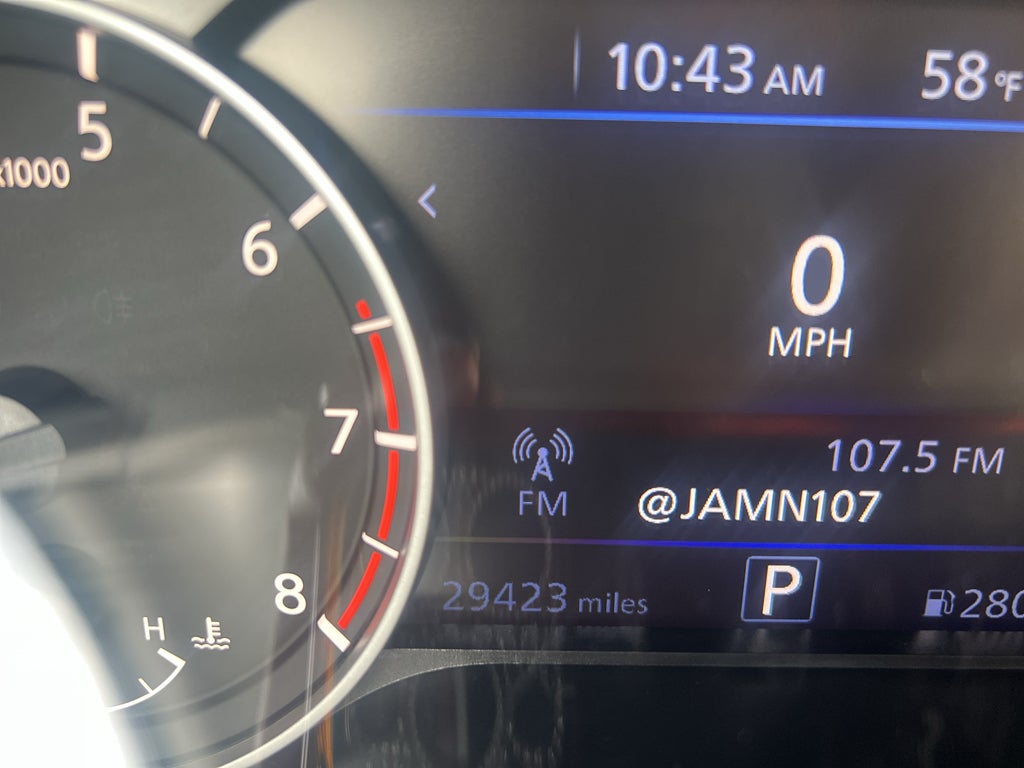 10:43 AM
58°F
5
x1000
<
6
0
MPH
7
107.5 FM
FM
@JAMN107
8
29423 miles
P
280
H